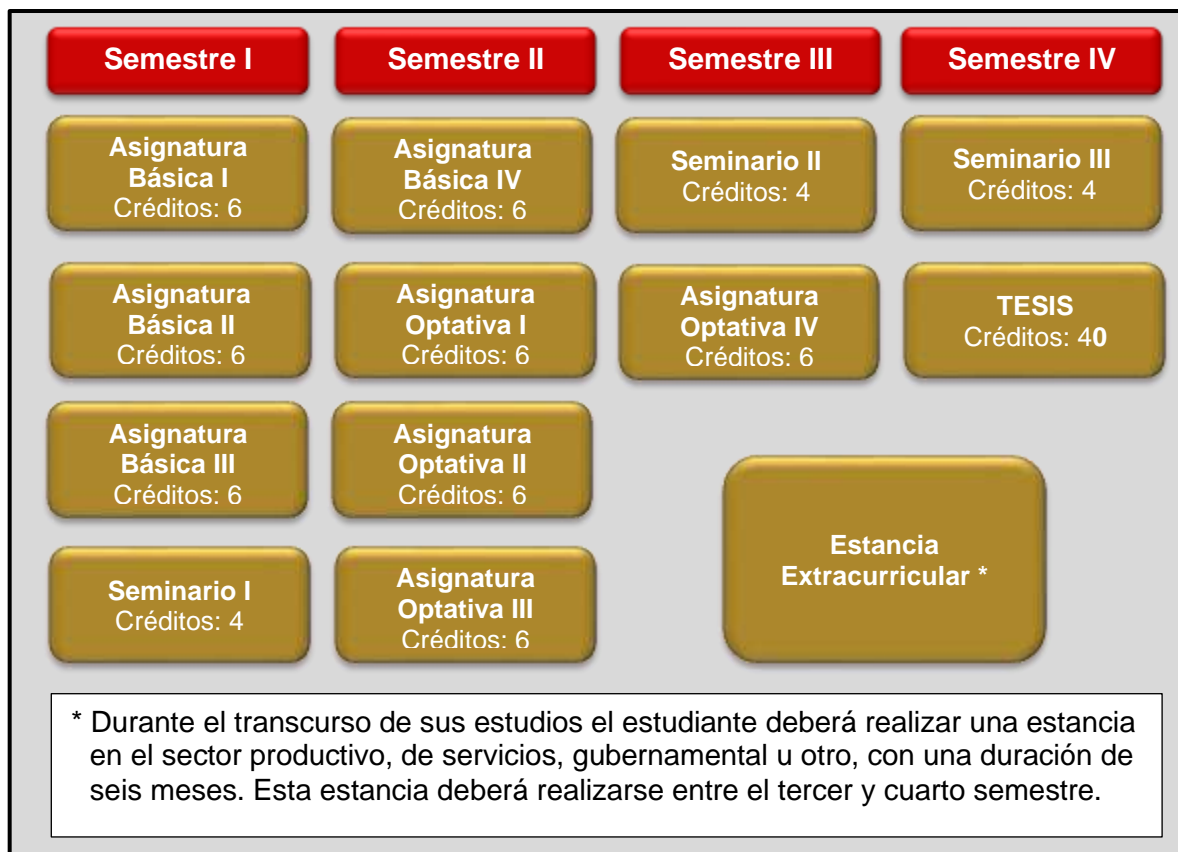 Semestre I
Semestre II
Semestre III
Semestre IV
Asignatura
Básica I
Créditos: 6
Asignatura
Básica IV
Créditos: 6
Seminario II
Créditos: 4
Seminario III
Créditos: 4
Asignatura
Básica II
Créditos: 6
Asignatura
Optativa I
Créditos: 6
Asignatura
Optativa IV
Créditos: 6
TESIS
Créditos: 40
Asignatura
Básica III
Créditos: 6
Asignatura
Optativa II
Créditos: 6
Estancia
Extracurricular *
Seminario I
Créditos: 4
Asignatura
Optativa III
Créditos: 6
* Durante el transcurso de sus estudios el estudiante deberá realizar una estancia
en el sector productivo, de servicios, gubernamental u otro, con una duración de
seis meses. Esta estancia deberá realizarse entre el tercer y cuarto semestre.